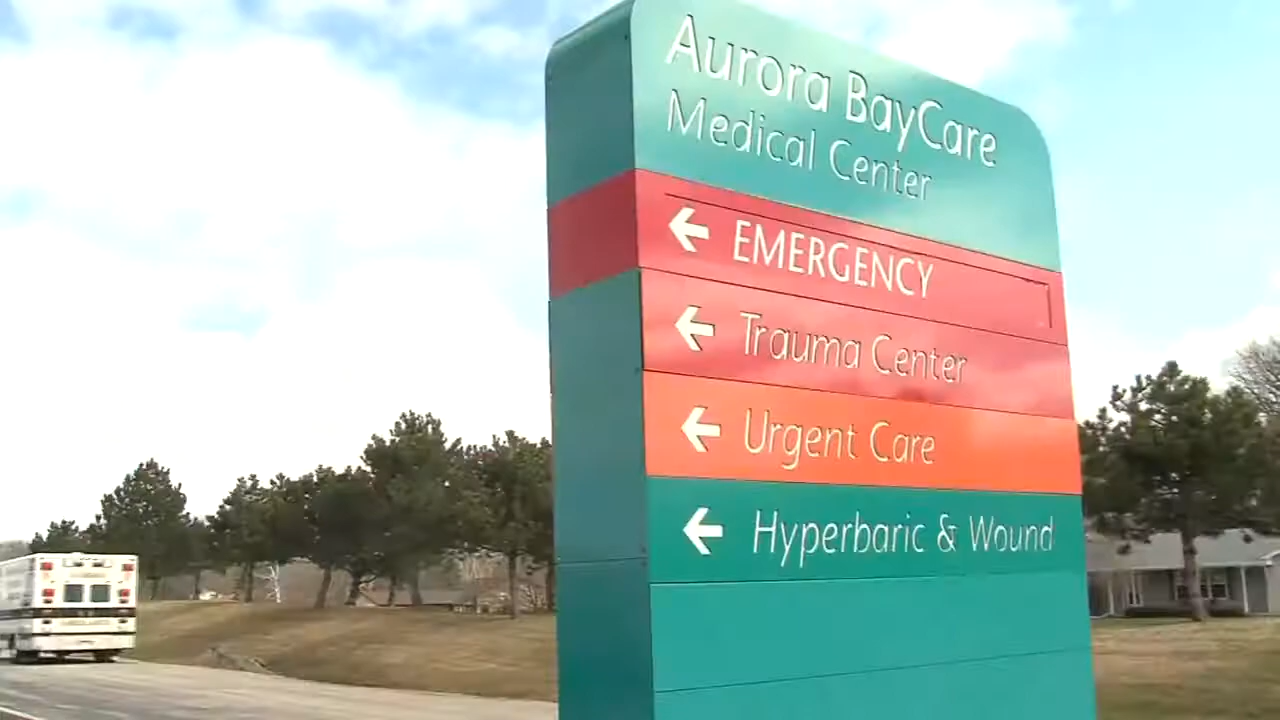 Aurora BayCare
Medical Center
EMERGENCY
Trauma Center
Urgent Care
Hyperbaric & Wound